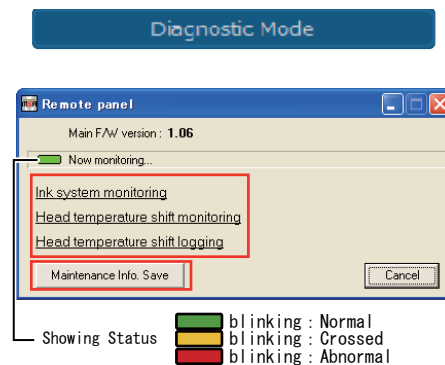 Diagnostic Mode
Remote panel
Main F/W version : 1.06
Now monitoring...
Ink system monitoring
Head temperature shift monitoring
Head temperature shift logging
Maintenance Info. Save
Cancel
Showing Status
blinking : Normal
blinking : Crossed
blinking : Abnormal